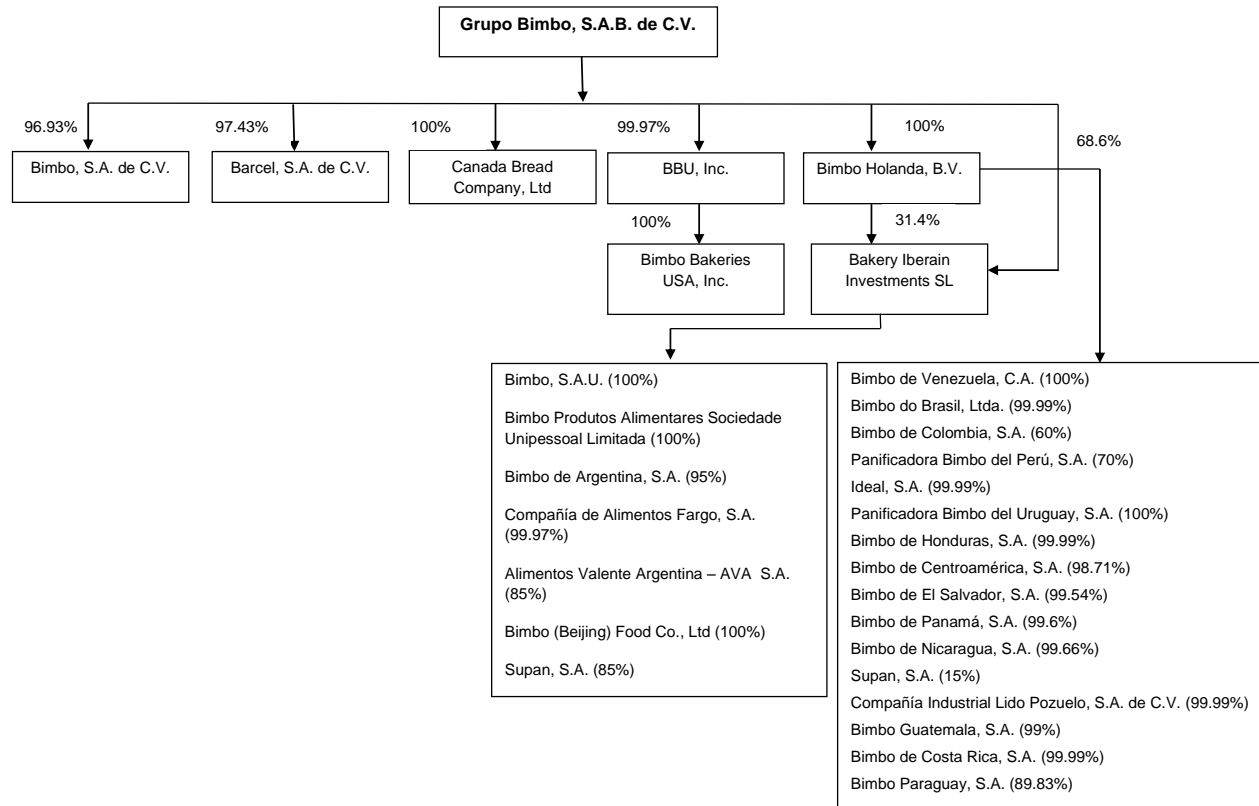 Grupo Bimbo, S.A.B. de C.V.
96.93%
97.43%
100%
99.97%
100%
68.6%
Bimbo, S.A. de C.V.
Barcel, S.A. de C.V.
Canada Bread
Company, Ltd
BBU, Inc.
Bimbo Holanda, B.V.
100%
31.4%
Bimbo Bakeries
USA, Inc.
Bakery Iberain
Investments SL
Bimbo, S.A.U. (100%)
Bimbo Produtos Alimentares Sociedade
Unipessoal Limitada (100%)
Bimbo de Argentina, S.A. (95%)
Compañía de Alimentos Fargo, S.A.
(99.97%)
Alimentos Valente Argentina – AVA S.A.
(85%)
Bimbo (Beijing) Food Co., Ltd (100%)
Supan, S.A. (85%)
Bimbo de Venezuela, C.A. (100%)
Bimbo do Brasil, Ltda. (99.99%)
Bimbo de Colombia, S.A. (60%)
Panificadora Bimbo del Perú, S.A. (70%)
Ideal, S.A. (99.99%)
Panificadora Bimbo del Uruguay, S.A. (100%)
Bimbo de Honduras, S.A. (99.99%)
Bimbo de Centroamérica, S.A. (98.71%)
Bimbo de El Salvador, S.A. (99.54%)
Bimbo de Panamá, S.A. (99.6%)
Bimbo de Nicaragua, S.A. (99.66%)
Supan, S.A. (15%)
Compañía Industrial Lido Pozuelo, S.A. de C.V. (99.99%)
Bimbo Guatemala, S.A. (99%)
Bimbo de Costa Rica, S.A. (99.99%)
Bimbo Paraguay, S.A. (89.83%)